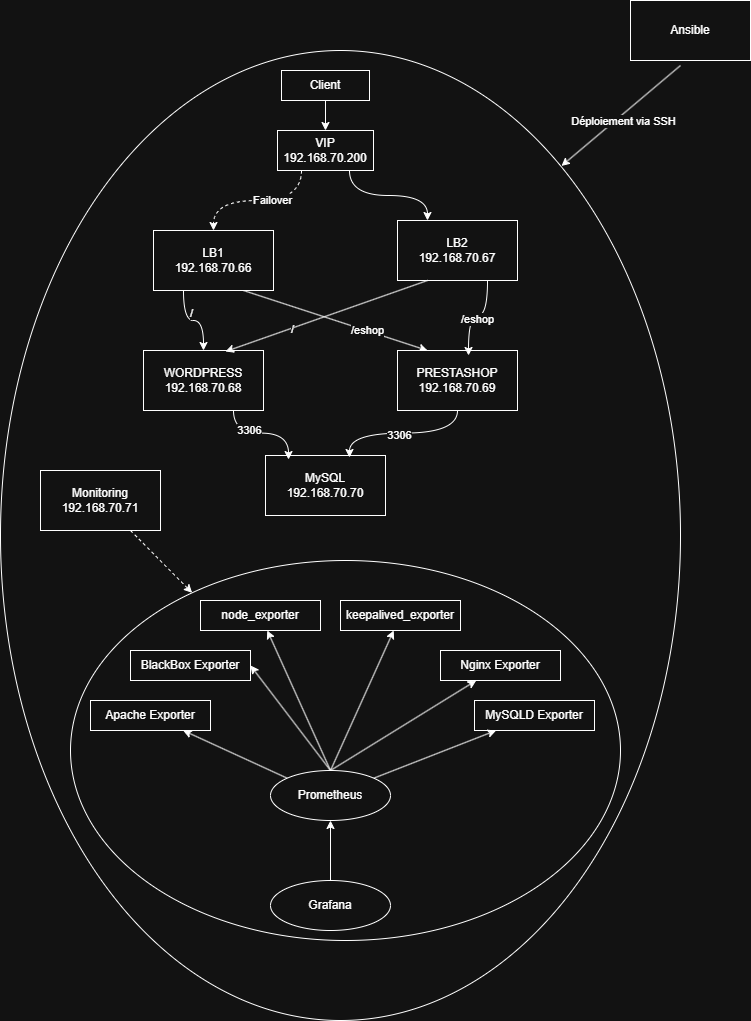 Ansible
Déploiement via SSH
Client
VIP
192.168.70.200
Failover
LB1
192.168.70.66
LB2
192.168.70.67
/
/
/eshop
/eshop
WORDPRESS
192.168.70.68
PRESTASHOP
192.168.70.69
3306
3306
MySQL
192.168.70.70
Monitoring
192.168.70.71
node_exporter
keepalived_exporter
BlackBox Exporter
Nginx Exporter
Apache Exporter
MySQLD Exporter
Prometheus
Grafana